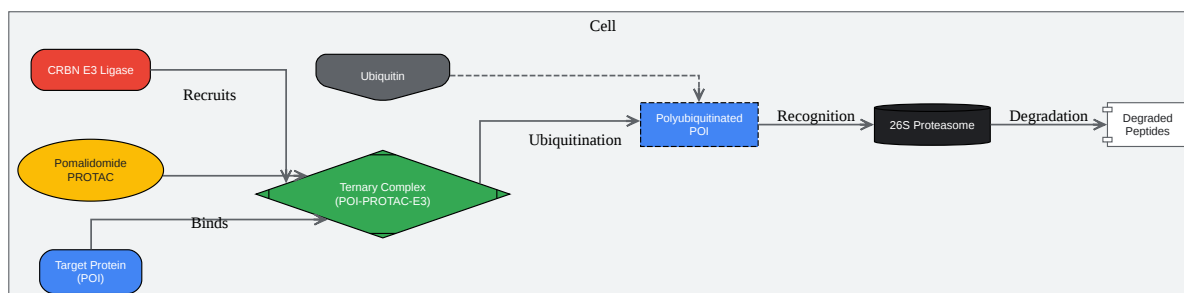 Cell
CRBN E3 Ligase
Recruits
Ubiquitin
Pomalidomide
PROTAC
Ternary Complex
(POI-PROTAC-E3)
Binds
Target Protein
(POI)
Ubiquitination
Polyubiquitinated
POI
Recognition
26S Proteasome
Degradation
Degraded
Peptides